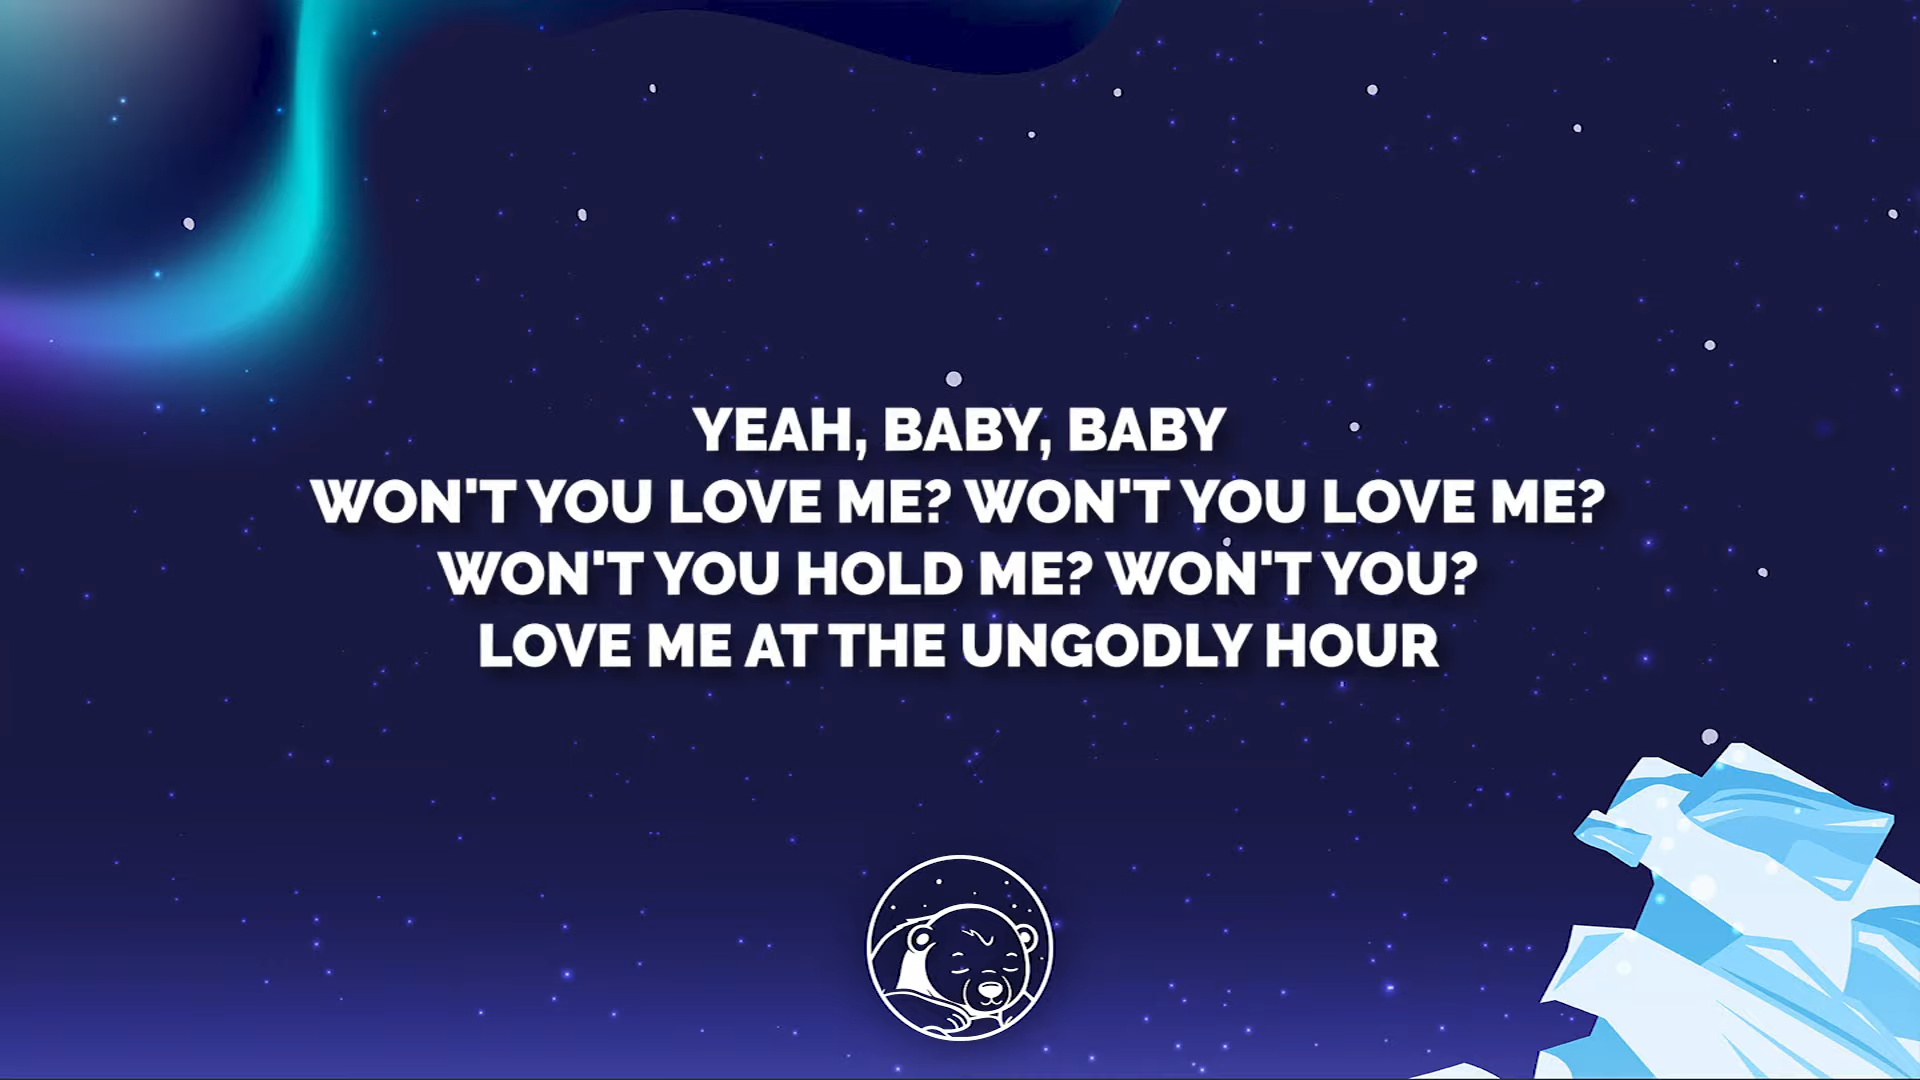 YEAH, BABY, BABY
WON'T YOU LOVE ME? WON'T YOU LOVE ME?
WON'T YOU HOLD ME? WON'T YOU?
LOVE ME AT THE UNGODLY HOUR